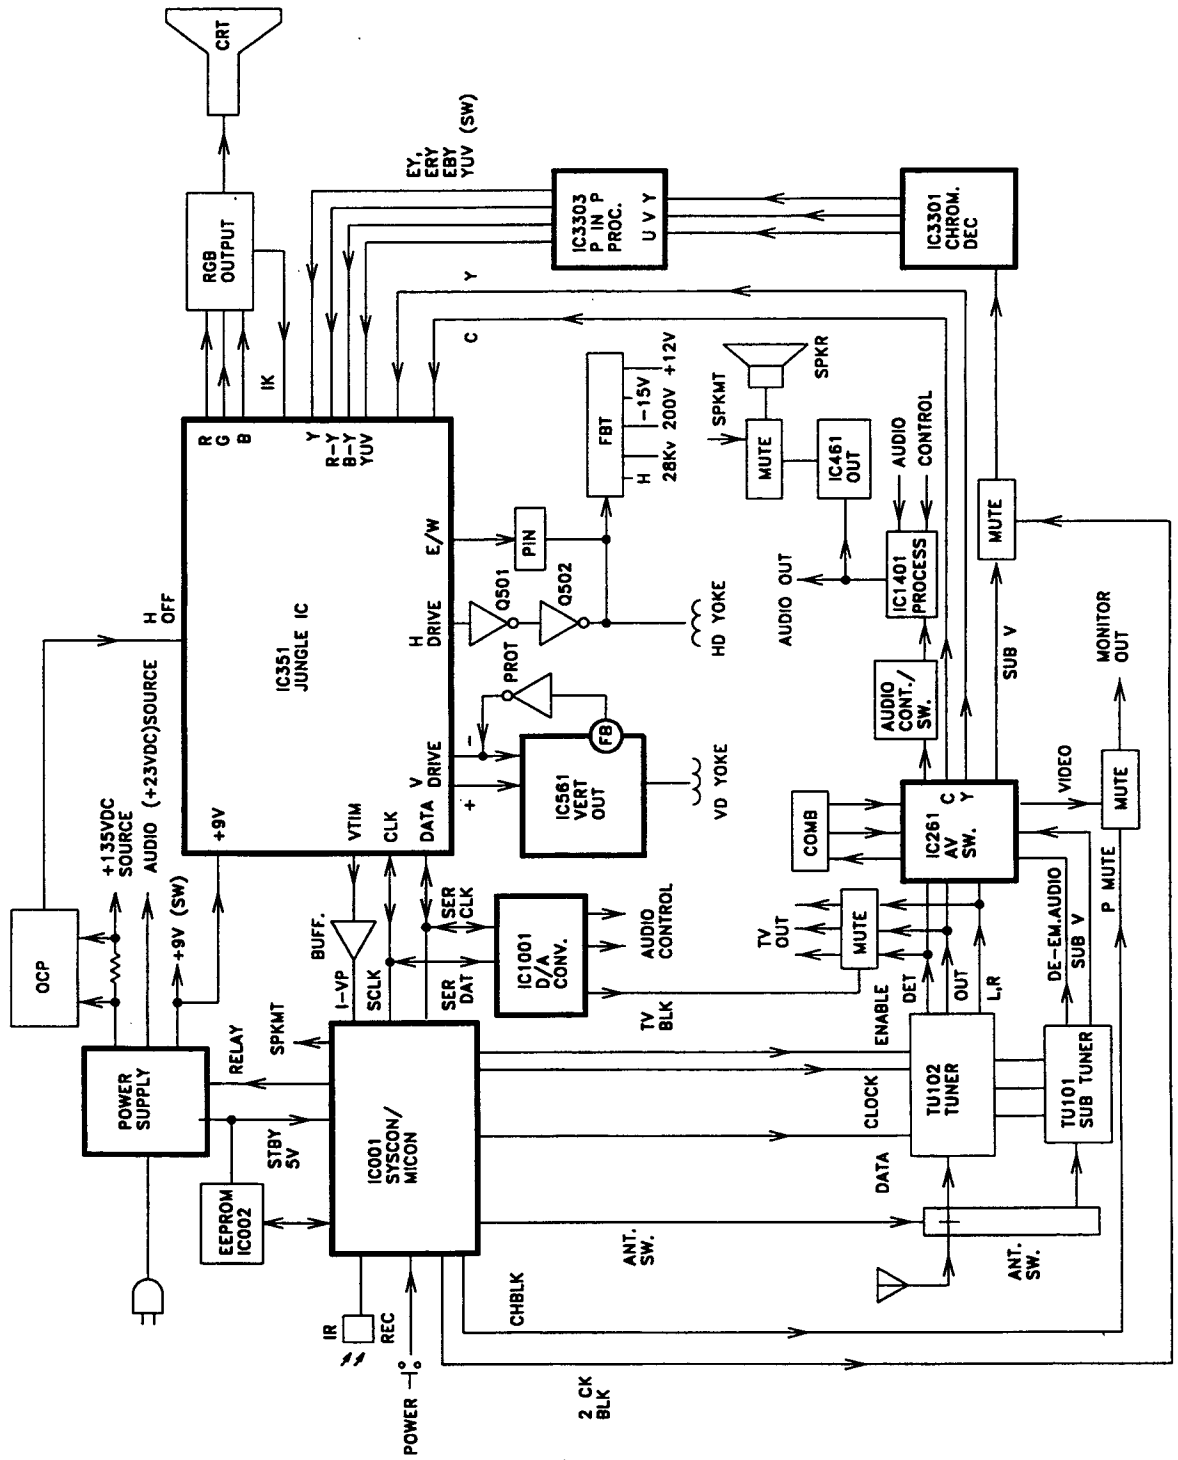 CRT
RGB
OUTPUT
IK
EY,
ERY
EBY
YUV (SW)
IC3303
P IN P
PROC.
U V Y
IC3301
CHROM.
DEC
R
G
B
Y
R-Y
B-Y
YUV
Y
C
H
OFF
IC351
JUNGLE IC
E/W
H
DRIVE
V
DRIVE
+
-
+9V
VTIM
CLK
DATA
PIN
Q501
Q502
PROT
FBT
H
28Kv
200V
-15V
+12V
HD YOKE
VD YOKE
FB
IC561
VERT
OUT
SPKMT
MUTE
SPKR
IC461
OUT
AUDIO OUT
IC1401
PROCESS
AUDIO
CONTROL
AUDIO
CONT./
SW.
MUTE
SUB V
MONITOR
OUT
OCP
+135VDC
SOURCE
AUDIO (+23VDC)SOURCE
+9V (SW)
POWER
SUPPLY
RELAY
SPKMT
STBY
5V
EEPROM
IC002
BUFF.
I-VP
SCLK
SER
DAT
SER
CLK
IC1001
D/A
CONV.
AUDIO
CONTROL
TV
BLK
IC001
SYSCON/
MICON
IR
REC
POWER
CHBLK
2 CK
BLK
ANT.
SW.
ANT.
SW.
DATA
CLOCK
ENABLE
TU102
TUNER
TU101
SUB TUNER
DET
OUT
L,R
TV
OUT
MUTE
COMB
IC261
AV
SW.
C
Y
DE-EM.AUDIO
SUB V
P MUTE
VIDEO
MUTE